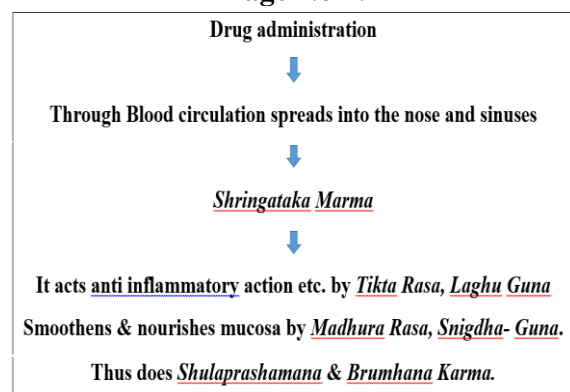 Drug administration
Through Blood circulation spreads into the nose and sinuses
Shringataka Marma
It acts anti inflammatory action etc. by Tikta Rasa, Laghu Guna
Smoothens & nourishes mucosa by Madhura Rasa, Snigdha- Guna.
Thus does Shulaprashamana & Brumhana Karma.